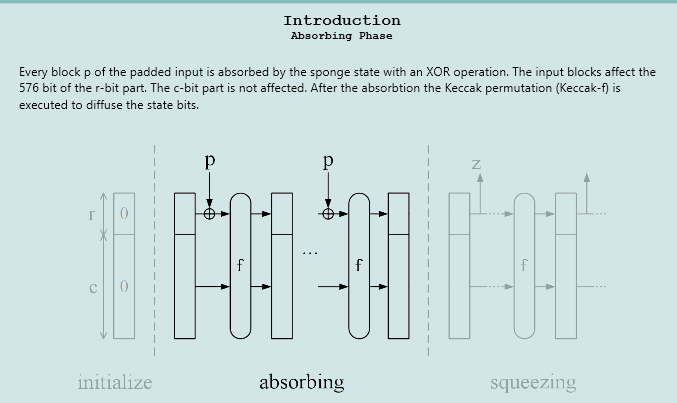 Introduction
Absorbing Phase
Every block p of the padded input is absorbed by the sponge state with an XOR operation. The input blocks affect the
576 bit of the r-bit part. The c-bit part is not affected. After the absorbtion the Keccak permutation (Keccak-f) is
executed to diffuse the state bits.
p p z
r 0
... 
f f f
c 0
initialize absorbing squeezing